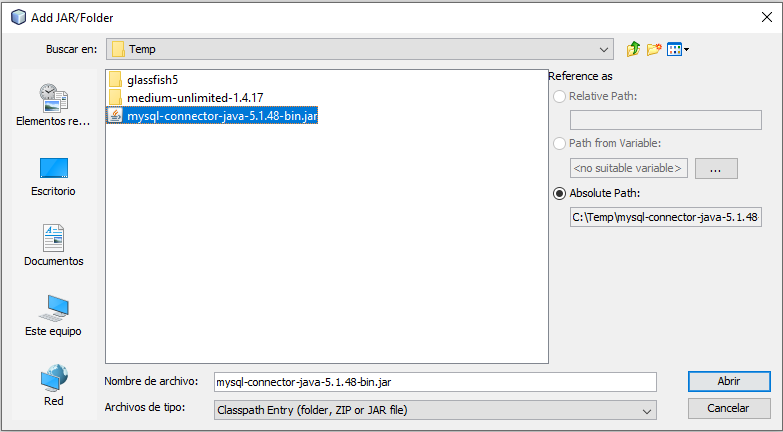 Add JAR/Folder
Buscar en:
Temp
Elementos re...
Escritorio
Documentos
Este equipo
Red
glassfish5
medium-unlimited-1.4.17
mysql-connector-java-5.1.48-bin.jar
Reference as
Relative Path:
Path from Variable:
<no suitable variable>
...
Absolute Path:
C:\Temp\mysql-connector-java-5.1.48
Nombre de archivo:
mysql-connector-java-5.1.48-bin.jar
Abrir
Archivos de tipo:
Classpath Entry (folder, ZIP or JAR file)
Cancelar